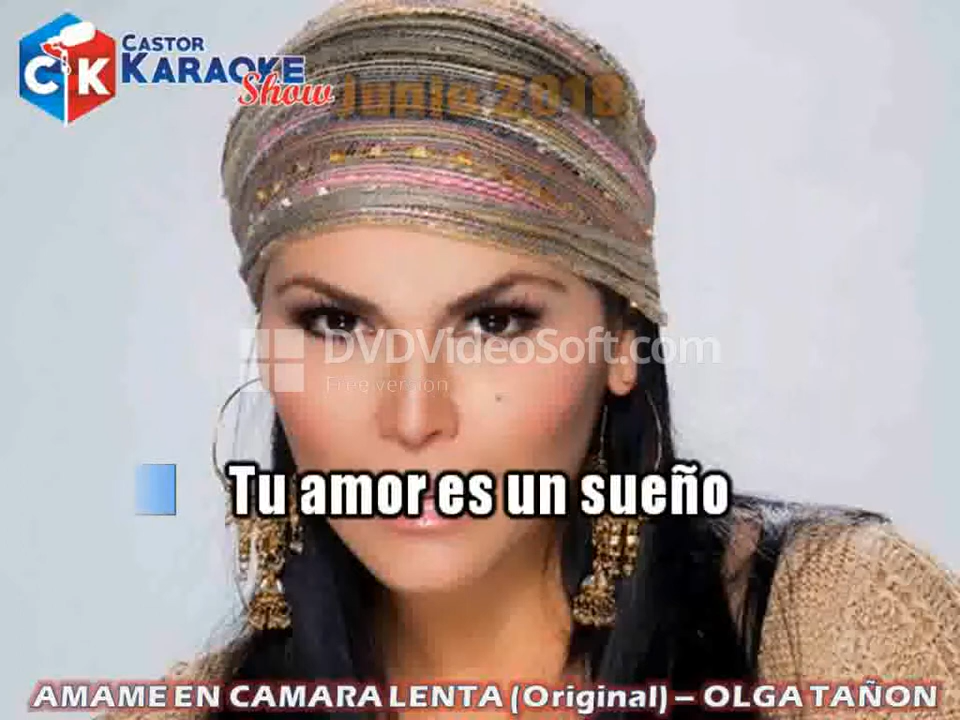 CASTOR
KARAOKE
Show
Junio 2018
DVDVideoSoft.com
Free version
Tu amor es un sueño
AMAME EN CAMARA LENTA (Original) – OLGA TAÑON